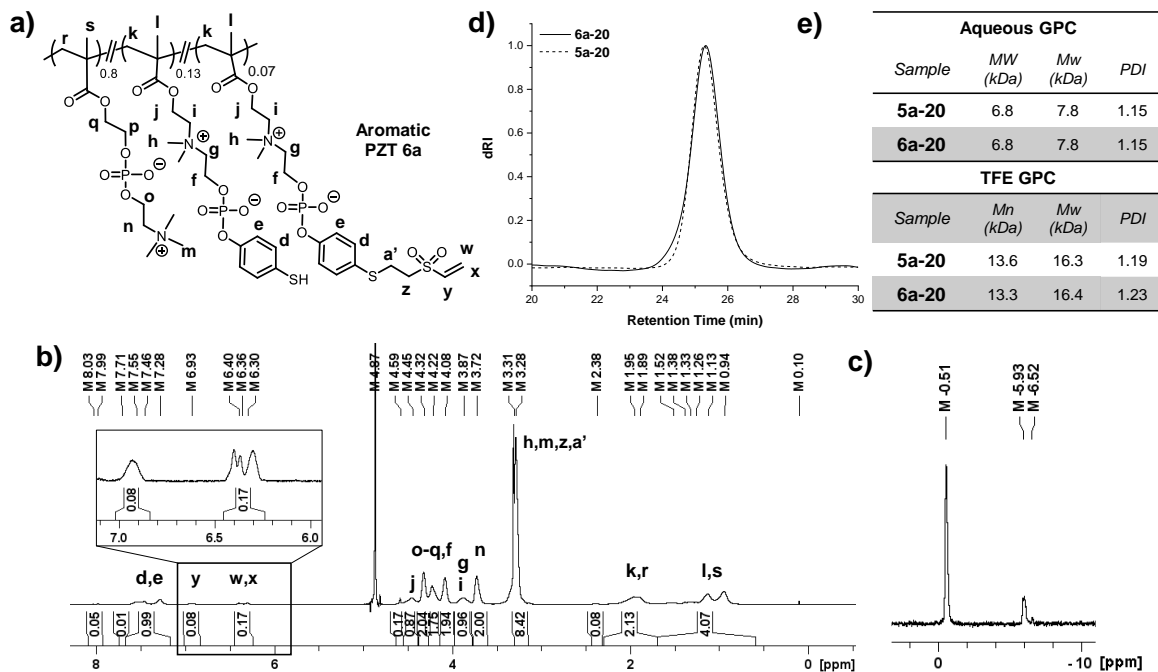 a)
r
s
k
l
k
l
0.8
0.13
0.07
O
O
O
O
O
O
q
p
j
i
j
i
h
N
g
h
N
g
f
f
O
O
O
O P O
O P O
O P O
O
O
O
o
n
N
m
e
d
e
d
SH
S
a'
z
S
O O
w
x
y
Aromatic
PZT 6a
d)
6a-20
5a-20
dRI
1.0
0.8
0.6
0.4
0.2
0.0
20 22 24 26 28 30
Retention Time (min)
e)
Aqueous GPC
Sample MW (kDa) Mw (kDa) PDI
5a-20 6.8 7.8 1.15
6a-20 6.8 7.8 1.15
TFE GPC
Sample Mn (kDa) Mw (kDa) PDI
5a-20 13.6 16.3 1.19
6a-20 13.3 16.4 1.23
b)
M 8.03
M 7.99
M 7.71
M 7.55
M 7.46
M 7.28
M 6.93
M 6.40
M 6.36
M 6.30
M 4.87
M 4.59
M 4.45
M 4.32
M 4.22
M 4.08
M 3.87
M 3.72
M 3.31
M 3.28
M 2.38
M 1.95
M 1.89
M 1.52
M 1.38
M 1.33
M 1.26
M 1.13
M 0.94
M 0.10
0.08
0.17
7.0 6.5 6.0
d,e
y
w,x
j
o-q,f
g
i
n
h,m,z,a'
k,r
l,s
0.05
0.01
0.99
0.08
0.17
0.17
0.87
2.04
1.75
1.94
0.96
2.00
8.42
0.08
2.13
4.07
8 6 4 2 0 [ppm]
c)
M -0.51
M -5.93
M -6.52
0 - 10 [ppm]